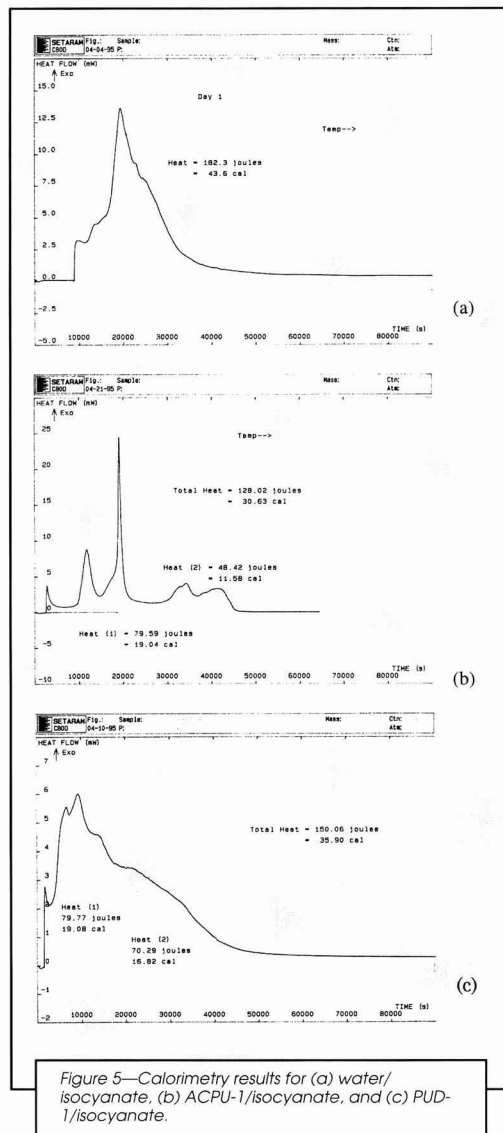 SETARAM Fig.: Sample: Mass: Ctn:
C800 04-04-95 P: Atm:
HEAT FLOW (mW)
Exo
15.0
Day 1
12.5
Temp-->
10.0
Heat = 182.3 joules
= 43.6 cal
7.5
5.0
2.5
0.0
-2.5
(a)
TIME (s)
-5.0
10000 20000 30000 40000 50000 60000 70000 80000
SETARAM Fig.: Sample: Mass: Ctn:
C800 04-21-95 P: Atm:
HEAT FLOW (mW)
Exo
25
Temp-->
20
Total Heat = 128.02 joules
= 30.63 cal
15
10
Heat (2) = 48.42 joules
= 11.58 cal
5
0
Heat (1) = 79.59 joules
= 19.04 cal
-5
(b)
TIME (s)
-10
10000 20000 30000 40000 50000 60000 70000 80000
SETARAM Fig.: Sample: Mass: Ctn:
C800 04-10-95 P: Atm:
HEAT FLOW (mW)
7
Exo
6
5
Total Heat = 150.06 joules
= 35.90 cal
4
3
2
Heat (1)
79.77 joules
19.08 cal
1
Heat (2)
70.29 joules
16.82 cal
0
(c)
-1
TIME (s)
-2
10000 20000 30000 40000 50000 60000 70000 80000
Figure 5—Calorimetry results for (a) water/
isocyanate, (b) ACPU-1/isocyanate, and (c) PUD-
1/isocyanate.